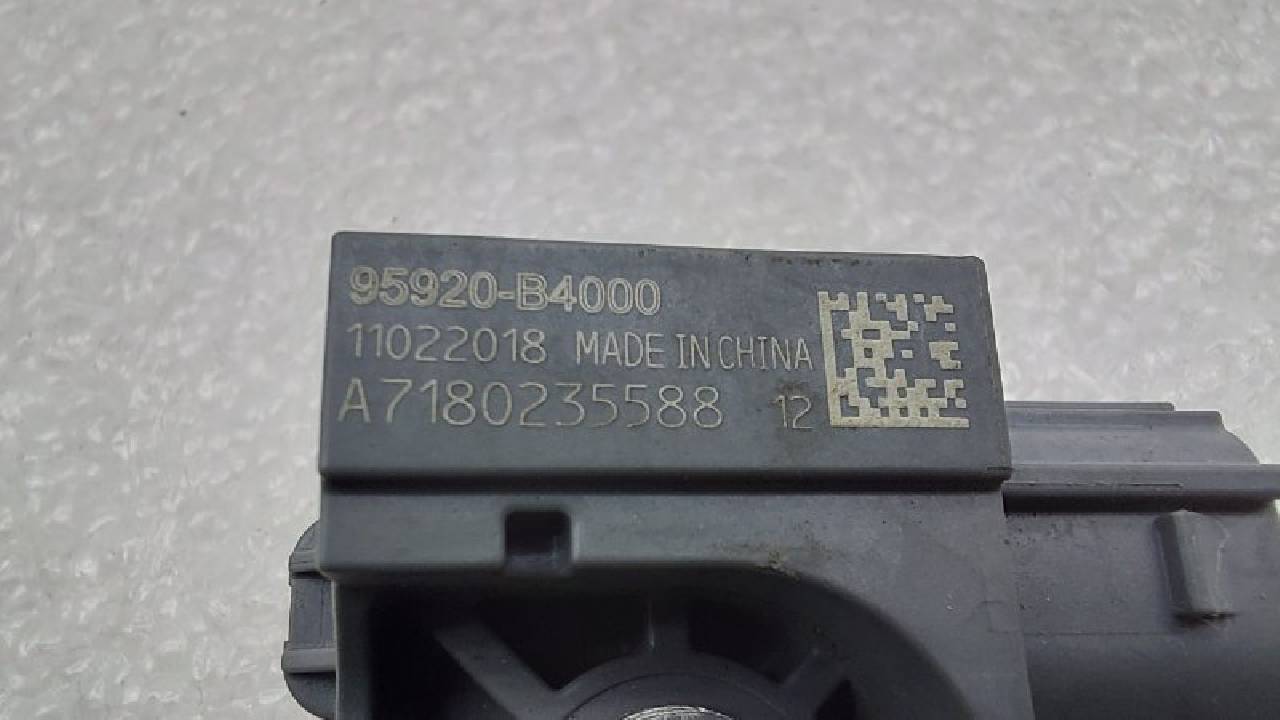 95920-B4000
11022018 MADE IN CHINA
A7180235588 12